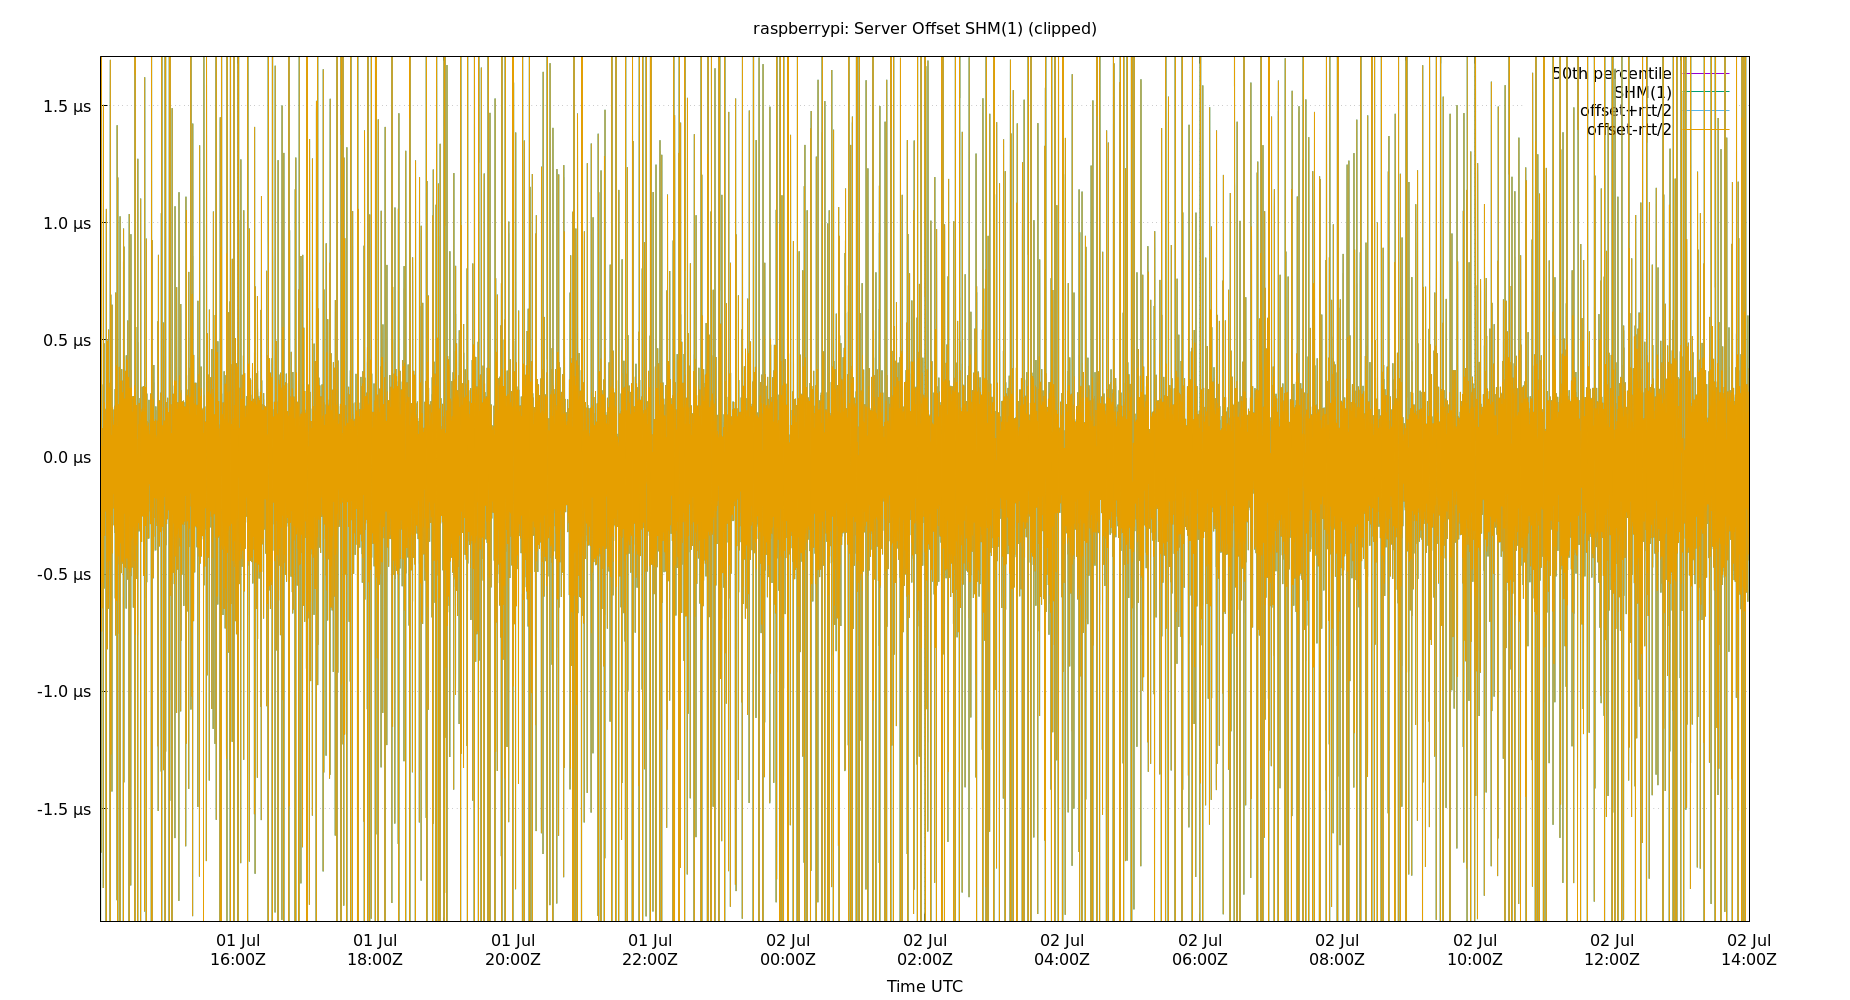 raspberrypi: Server Offset SHM(1) (clipped)
50th percentile
SHM(1)
offset+rtt/2
offset-rtt/2
1.5 µs
1.0 µs
0.5 µs
0.0 µs
-0.5 µs
-1.0 µs
-1.5 µs
01 Jul 01 Jul 01 Jul 01 Jul 02 Jul 02 Jul 02 Jul 02 Jul 02 Jul 02 Jul 02 Jul 02 Jul
16:00Z 18:00Z 20:00Z 22:00Z 00:00Z 02:00Z 04:00Z 06:00Z 08:00Z 10:00Z 12:00Z 14:00Z
Time UTC